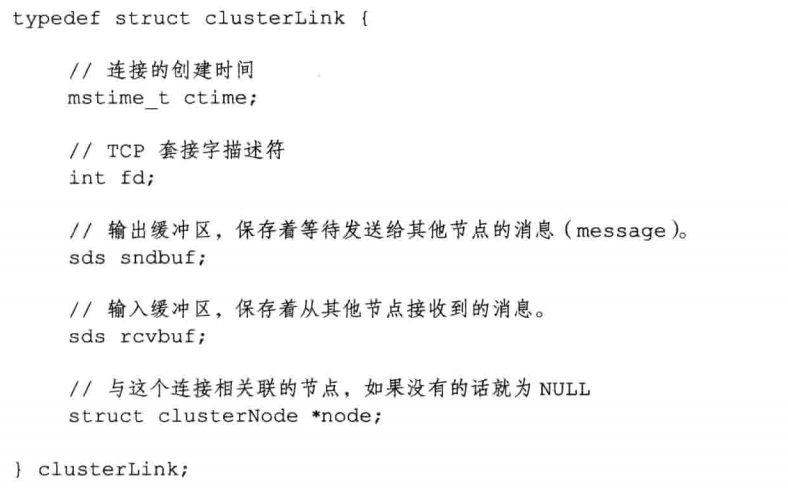 typedef struct clusterLink {
// 连接的创建时间
mstime_t ctime;
// TCP 套接字描述符
int fd;
// 输出缓冲区，保存着等待发送给其他节点的消息（message）。
sds sndbuf;
// 输入缓冲区，保存着从其他节点接收到的消息。
sds rcvbuf;
// 与这个连接相关联的节点，如果没有的话就为 NULL
struct clusterNode *node;
} clusterLink;